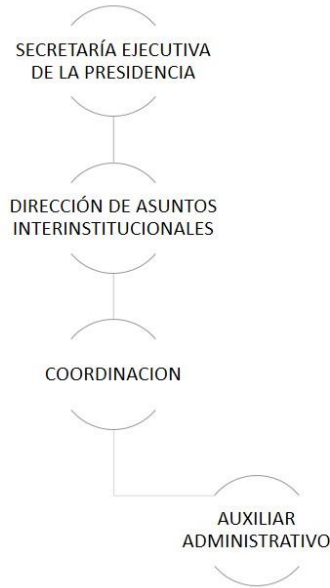 SECRETARÍA EJECUTIVA
DE LA PRESIDENCIA
DIRECCIÓN DE ASUNTOS
INTERINSTITUCIONALES
COORDINACION
AUXILIAR
ADMINISTRATIVO